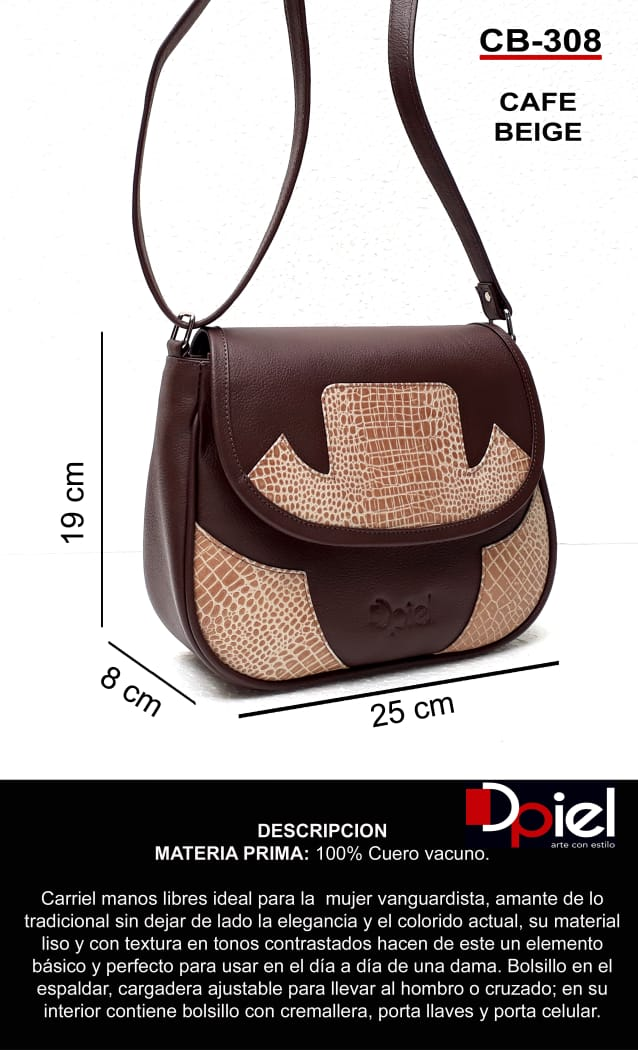 CB-308
CAFE
BEIGE
19 cm
8 cm
25 cm
Dpiel
Dpiel
arte con estilo
DESCRIPCION
MATERIA PRIMA: 100% Cuero vacuno.
Carriel manos libres ideal para la mujer vanguardista, amante de lo
tradicional sin dejar de lado la elegancia y el colorido actual, su material
liso y con textura en tonos contrastados hacen de este un elemento
básico y perfecto para usar en el día a día de una dama. Bolsillo en el
espaldar, cargadera ajustable para llevar al hombro o cruzado; en su
interior contiene bolsillo con cremallera, porta llaves y porta celular.